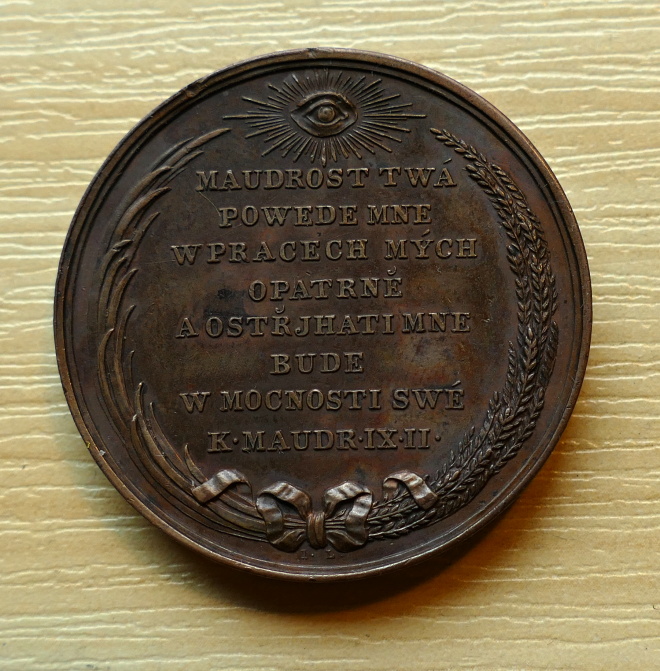 MAUDROST TWÁ
POWEDE MNE
W PRACECH MÝCH
OPATRNĚ
A OSTŘJHATI MNE
BUDE
W MOCNOSTI SWÉ
K·MAUDR·IX·II·